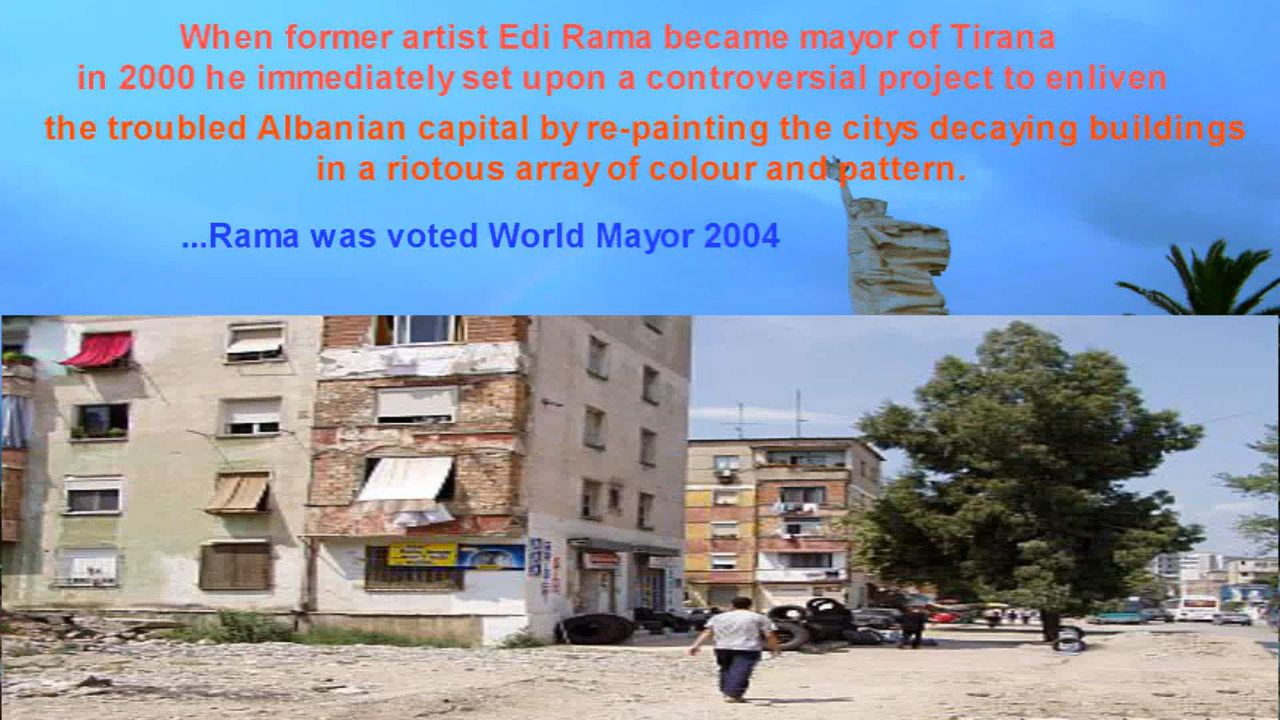 When former artist Edi Rama became mayor of Tirana
in 2000 he immediately set upon a controversial project to enliven
the troubled Albanian capital by re-painting the citys decaying buildings
in a riotous array of colour and pattern.
...Rama was voted World Mayor 2004